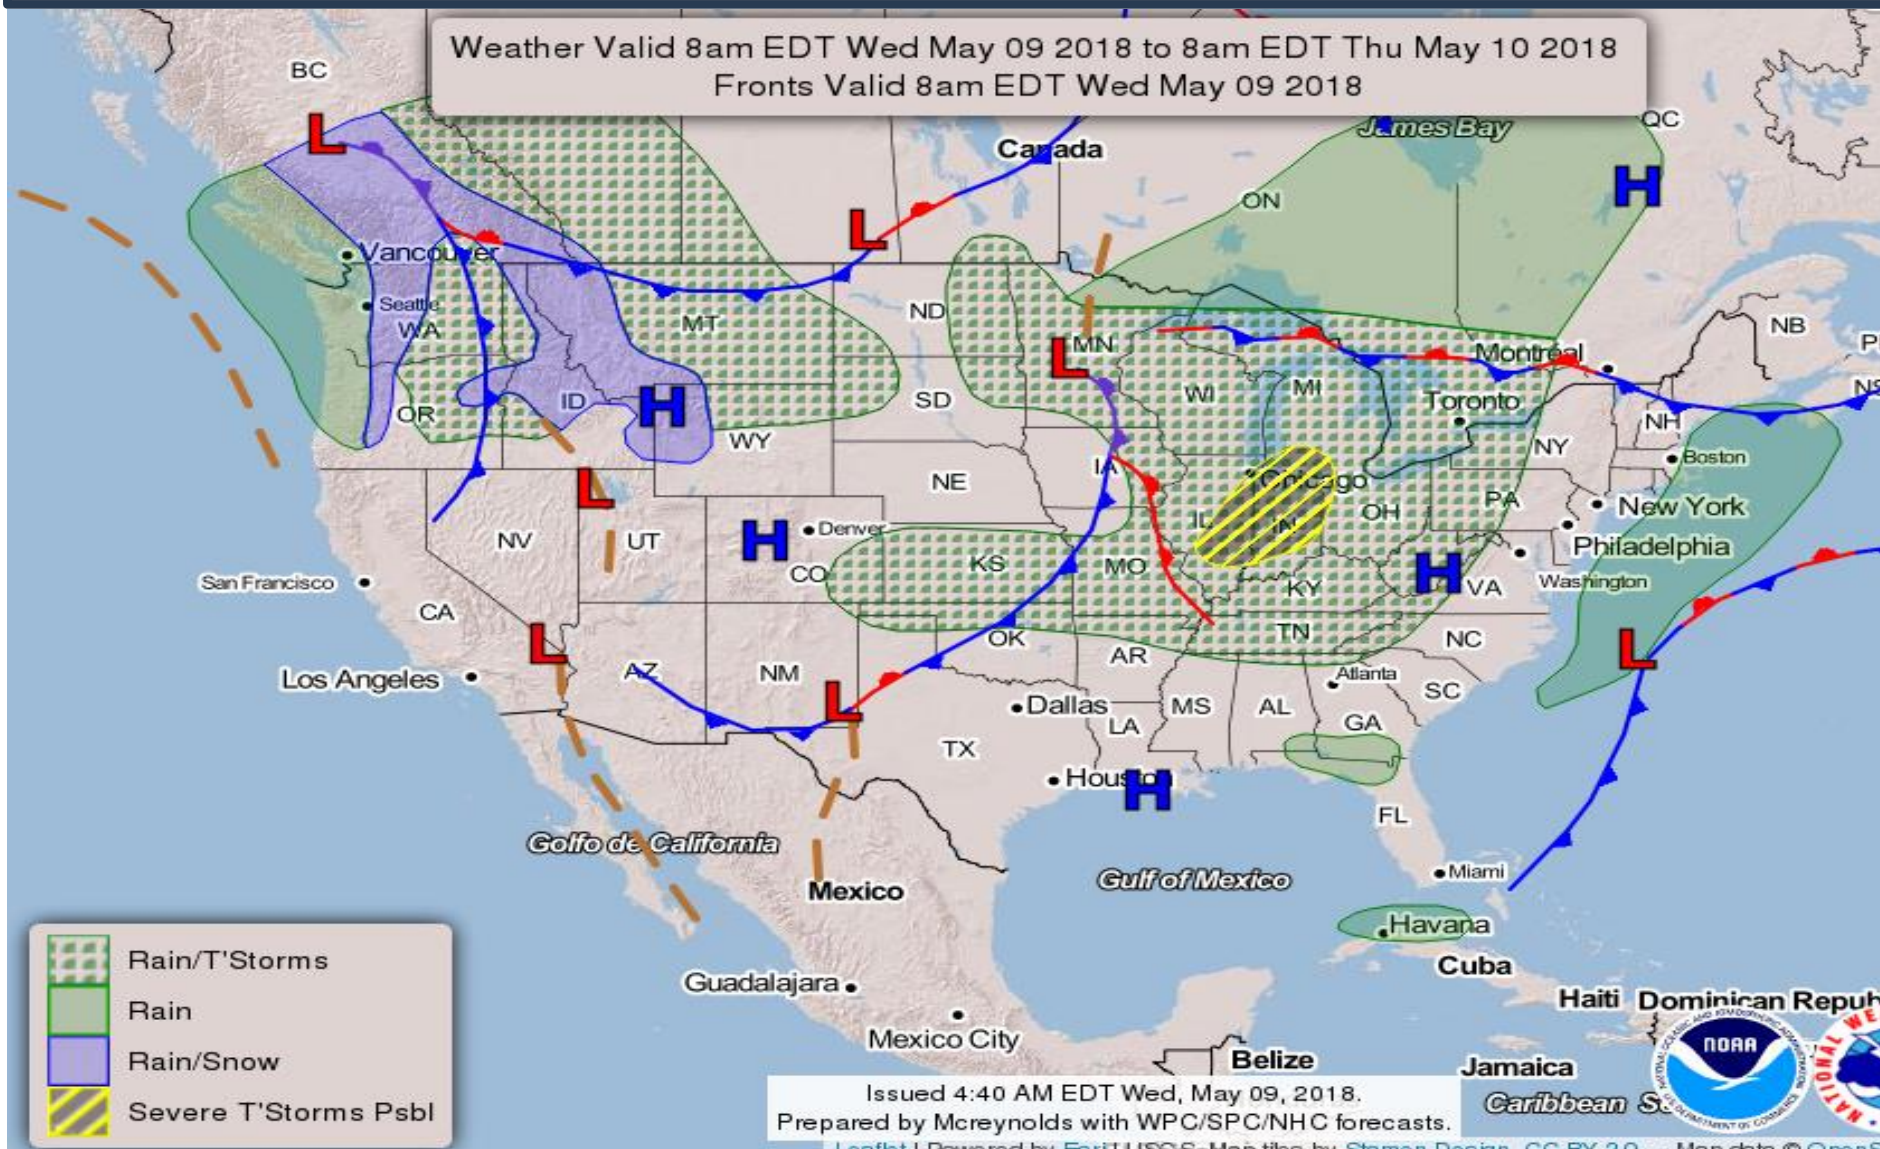 Weather Valid 8am EDT Wed May 09 2018 to 8am EDT Thu May 10 2018
Fronts Valid 8am EDT Wed May 09 2018
BC
QC
James Bay
Canada
L
H
ON
L
Vancouver
Seattle
WA
MT
ND
MN
L
NB
Montréal
WI
MI
Toronto
OR
ID
H
WY
SD
NH
NY
Boston
IA
Chicago
NE
L
PA
New York
IL
IN
OH
NV
UT
H
Denver
CO
KS
MO
Philadelphia
San Francisco
KY
H
VA
Washington
CA
L
OK
TN
NC
L
AR
Los Angeles
AZ
NM
L
Atlanta
SC
Dallas
MS
AL
LA
GA
TX
Houston
H
FL
Golfo de California
Miami
Gulf of Mexico
Mexico
Havana
Cuba
Rain/T'Storms
Rain
Rain/Snow
Severe T'Storms Psbl
Guadalajara
Mexico City
Haiti
Dominican Repub
Belize
Jamaica
Caribbean
NOAA
Issued 4:40 AM EDT Wed, May 09, 2018.
Prepared by Mcreynolds with WPC/SPC/NHC forecasts.